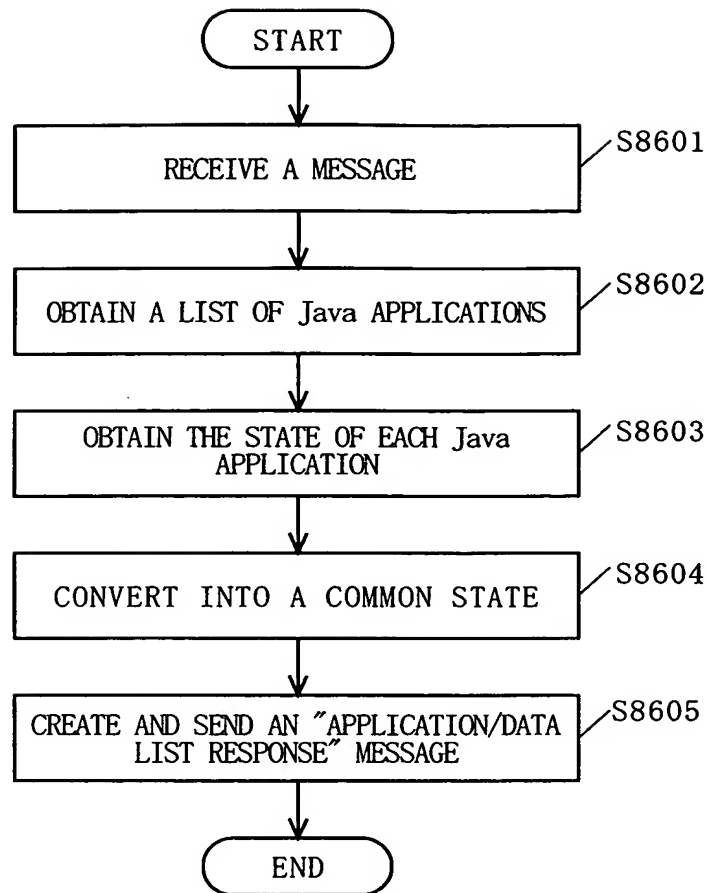 START
RECEIVE A MESSAGE
S8601
OBTAIN A LIST OF Java APPLICATIONS
S8602
OBTAIN THE STATE OF EACH Java
APPLICATION
S8603
CONVERT INTO A COMMON STATE
S8604
CREATE AND SEND AN "APPLICATION/DATA
LIST RESPONSE" MESSAGE
S8605
END